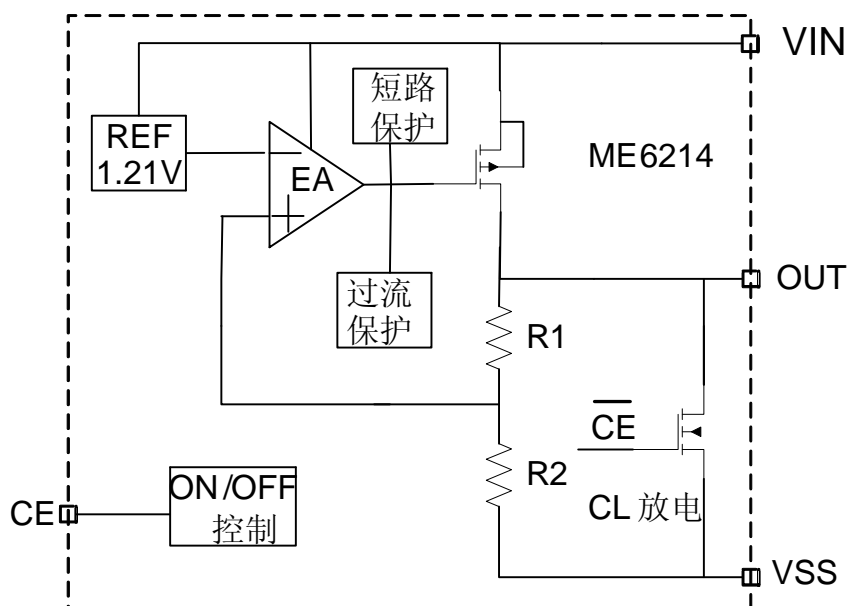 VIN
短路
保护
REF
1.21V
EA
ME6214
过流
保护
OUT
R1
CE
R2
ON/OFF
控制
CE
CL 放电
VSS